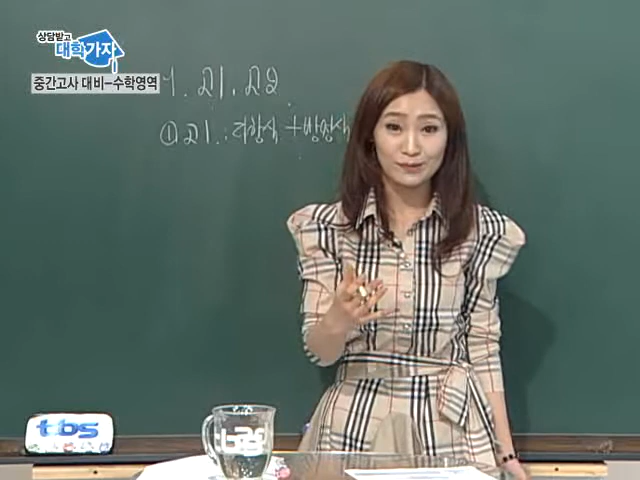 상담받고
대학가자
중간고사 대비-수학영역
1. 고1. 고2
① 고1. : 다항식 + 방정식
tbs
tbs